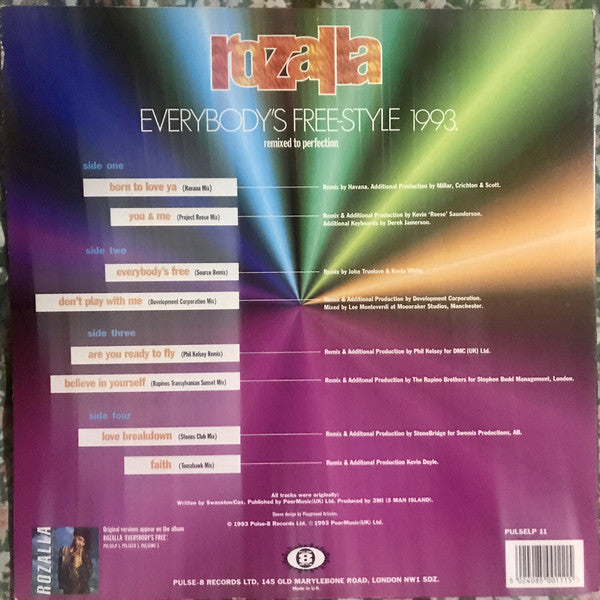 rozalla
EVERYBODY'S FREE-STYLE 1993.
remixed to perfection
side one
born to love ya (Havana Mix)
Remix by Havana. Additional Production by Millar, Crichton & Scott.
you & me (Project Reese Mix)
Remix & Additional Production by Kevin 'Reese' Saunderson.
Additional Keyboards by Derek Jamerson.
side two
everybody's free (Source Remix)
Remix by John Truelove & Kevin White.
don't play with me (Development Corporation Mix)
Remix & Additional Production by Development Corporation.
Mixed by Lee Monteverdi at Moonraker Studios, Manchester.
side three
are you ready to fly (Phil Kelsey Remix)
Remix & Additional Production by Phil Kelsey for DMC (UK) Ltd.
believe in yourself (Rapinos Transylvanian Sunset Mix)
Remix & Additonal Production by The Rapino Brothers for Stephen Budd Management, London.
side four
love breakdown (Stones Club Mix)
Remix & Additional Production by StoneBridge for Swemix Productions, AB.
faith (Tomahawk Mix)
Remix & Additional Production Kevin Doyle.
All tracks were originally:
Written by Swanston/Cox. Published by PeerMusic(UK) Ltd. Produced by 3MI (3 MAN ISLAND).
Sleeve design by Playground Artistes.
© 1993 Pulse-8 Records Ltd. ℗ 1993 PeerMusic(UK) Ltd.
ROZALLA
Original versions appear on the album
ROZALLA 'EVERYBODY'S FREE'.
8
PULSE-8 RECORDS LTD, 145 OLD MARYLEBONE ROAD, LONDON NW1 5DZ.
Made in U.K.
PULSELP 11
5 024085 001115